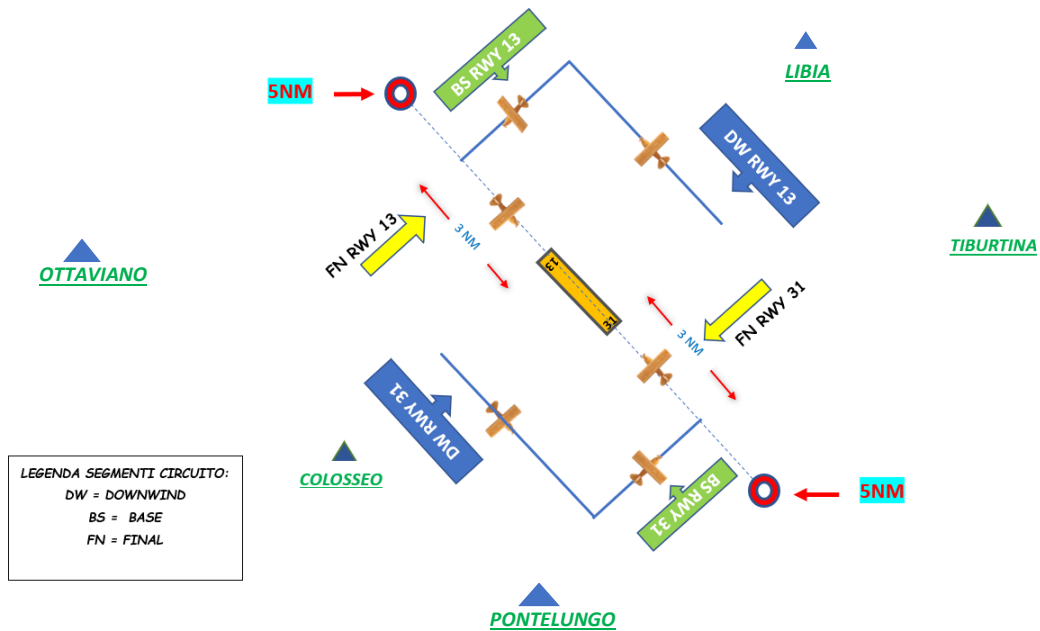 BS RWY 13
LIBIA
5NM
DW RWY 13
TIBURTINA
FN RWY 13
3 NM
OTTAVIANO
13
31
FN RWY 31
3 NM
DW RWY 31
COLOSSEO
BS RWY 31
5NM
LEGENDA SEGMENTI CIRCUITO:
DW = DOWNWIND
BS = BASE
FN = FINAL
PONTELUNGO